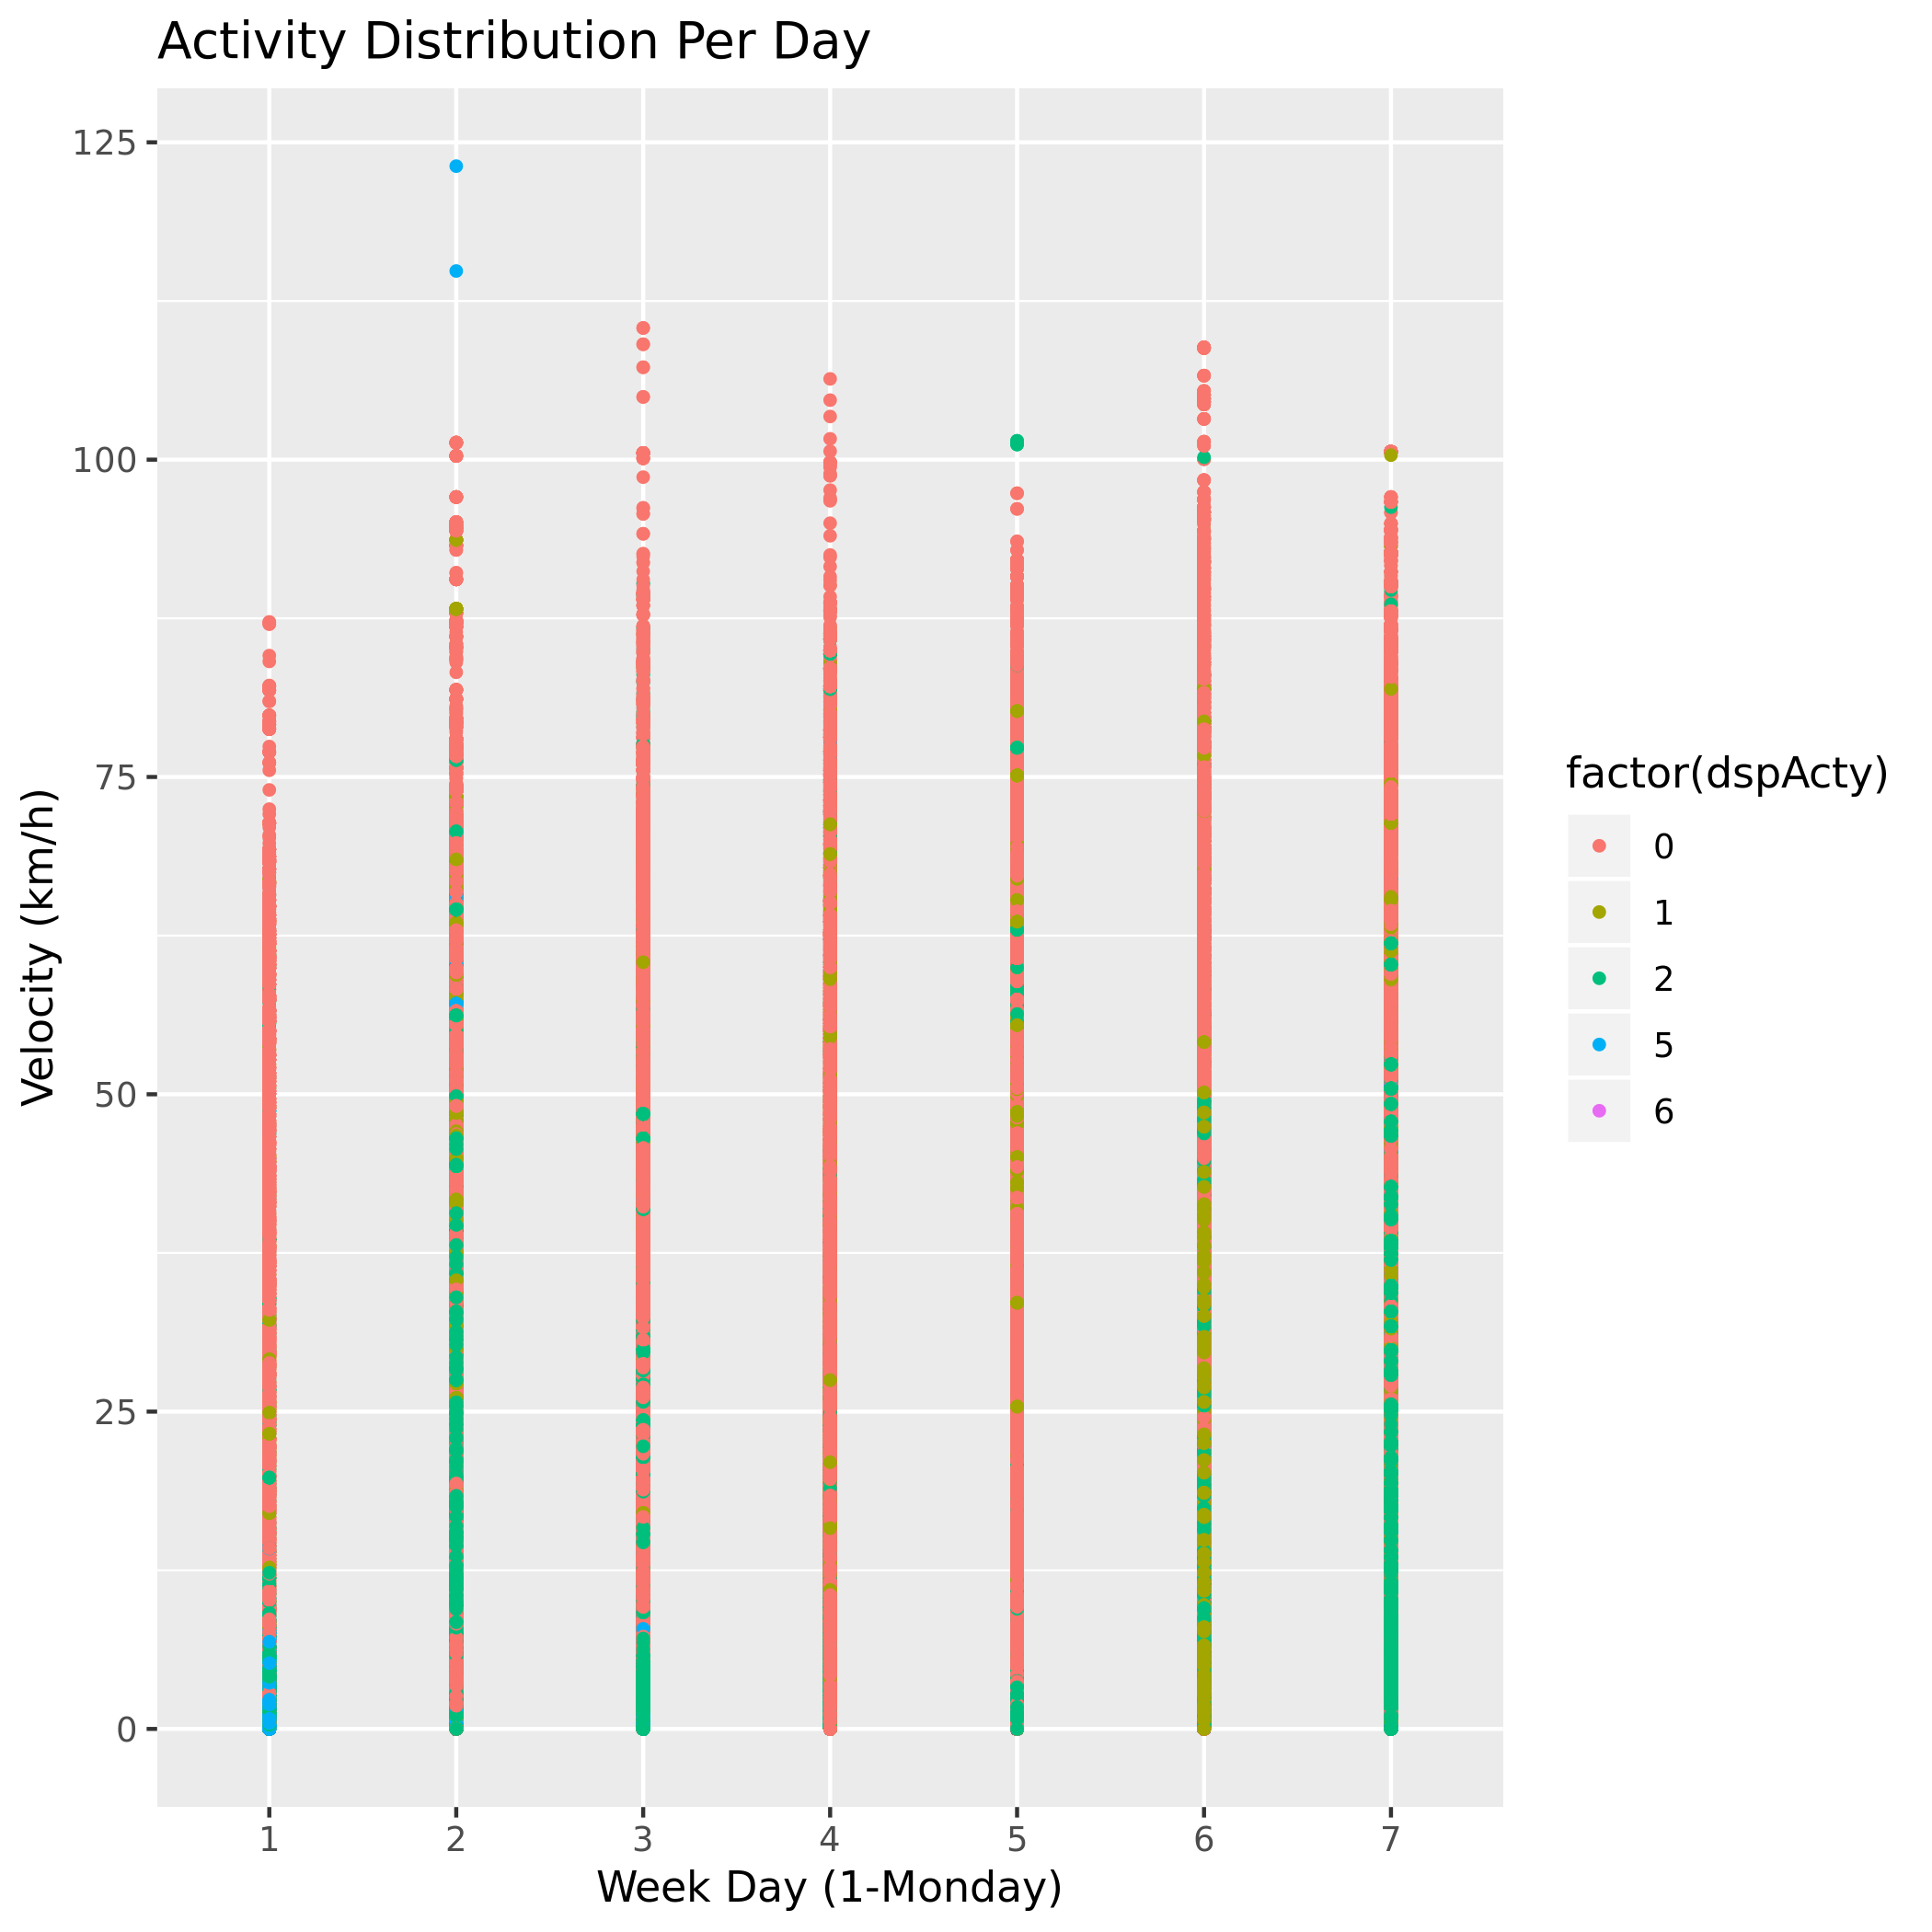 Activity Distribution Per Day
125
100
75
50
25
0
Velocity (km/h)
1 2 3 4 5 6 7
Week Day (1-Monday)
factor(dspActy)
0
1
2
5
6